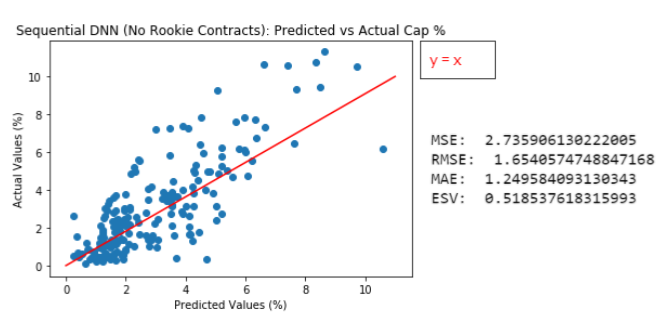 Sequential DNN (No Rookie Contracts): Predicted vs Actual Cap %
y = x
MSE: 2.735906130222005
RMSE: 1.6540574748847168
MAE: 1.249584093130343
ESV: 0.518537618315993
Actual Values (%)
10
8
6
4
2
0
0 2 4 6 8 10
Predicted Values (%)